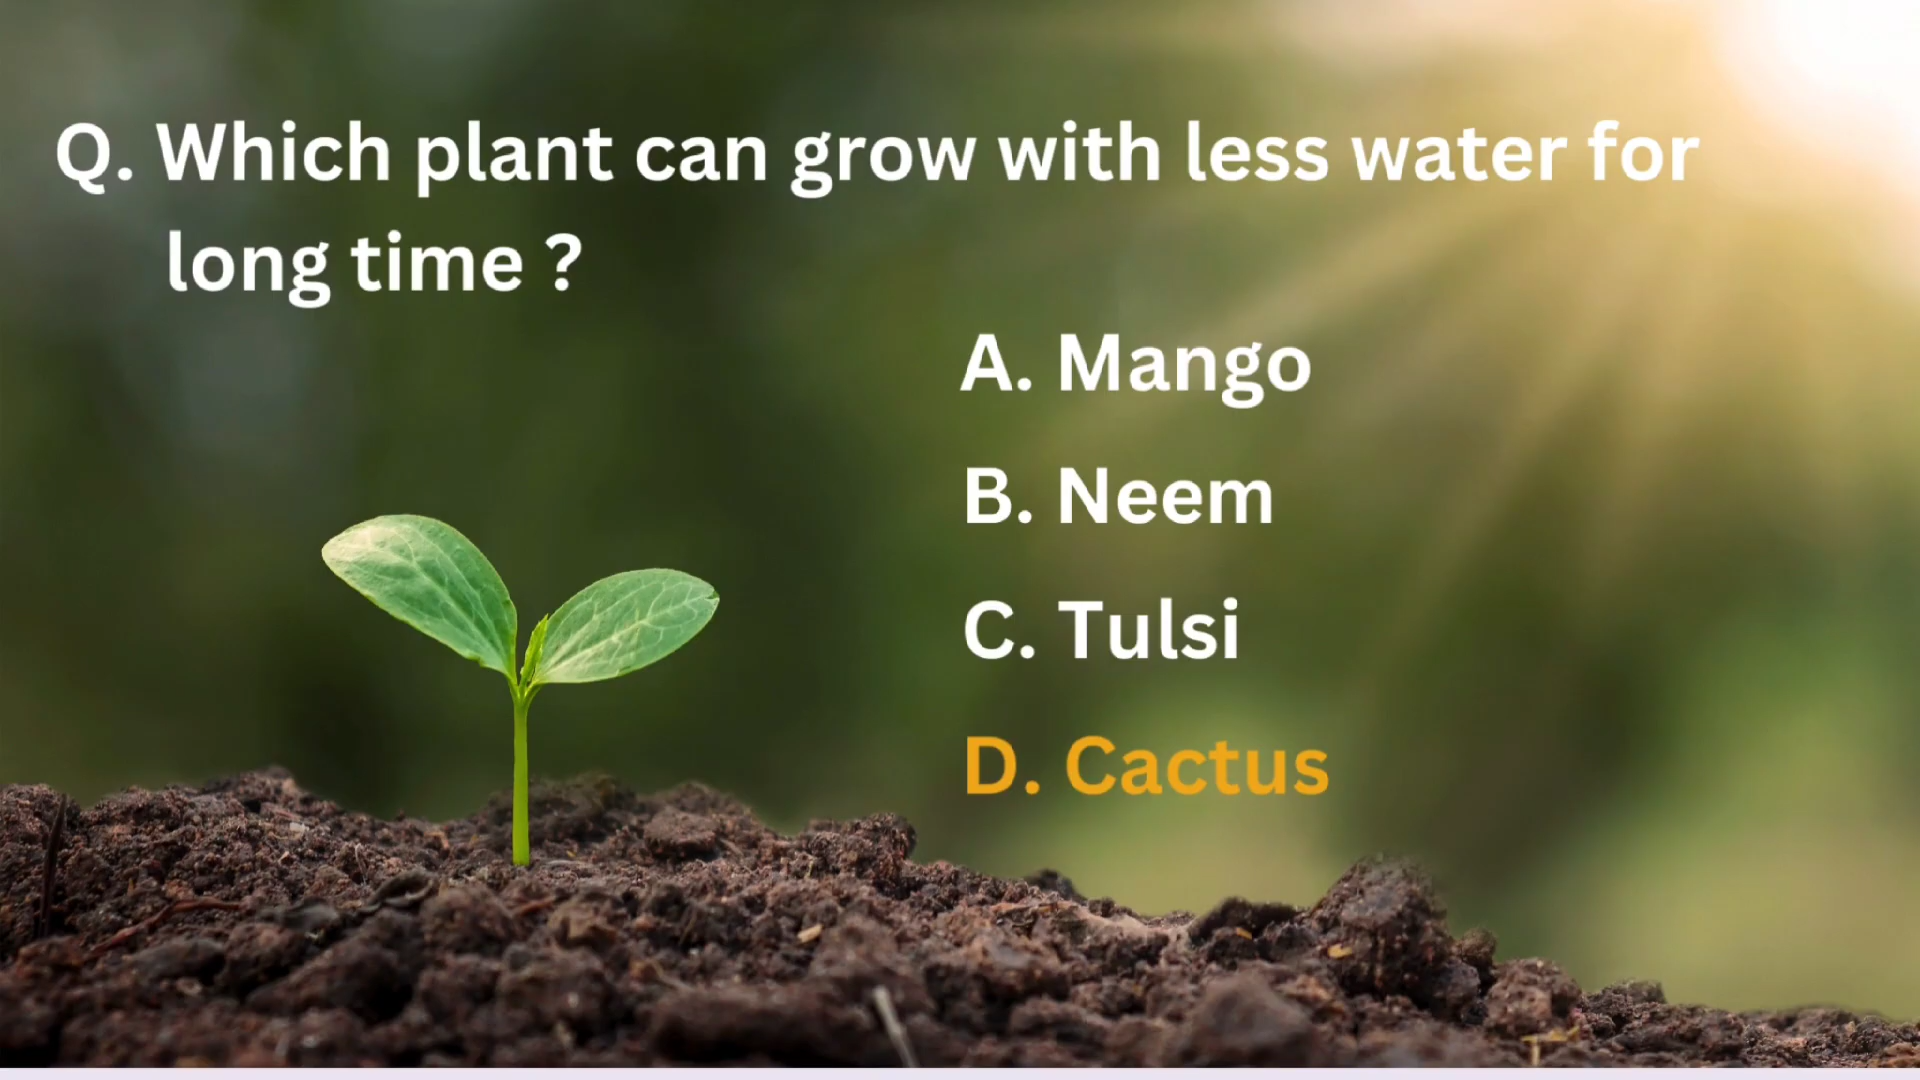 Q. Which plant can grow with less water for
long time ?
A. Mango
B. Neem
C. Tulsi
D. Cactus